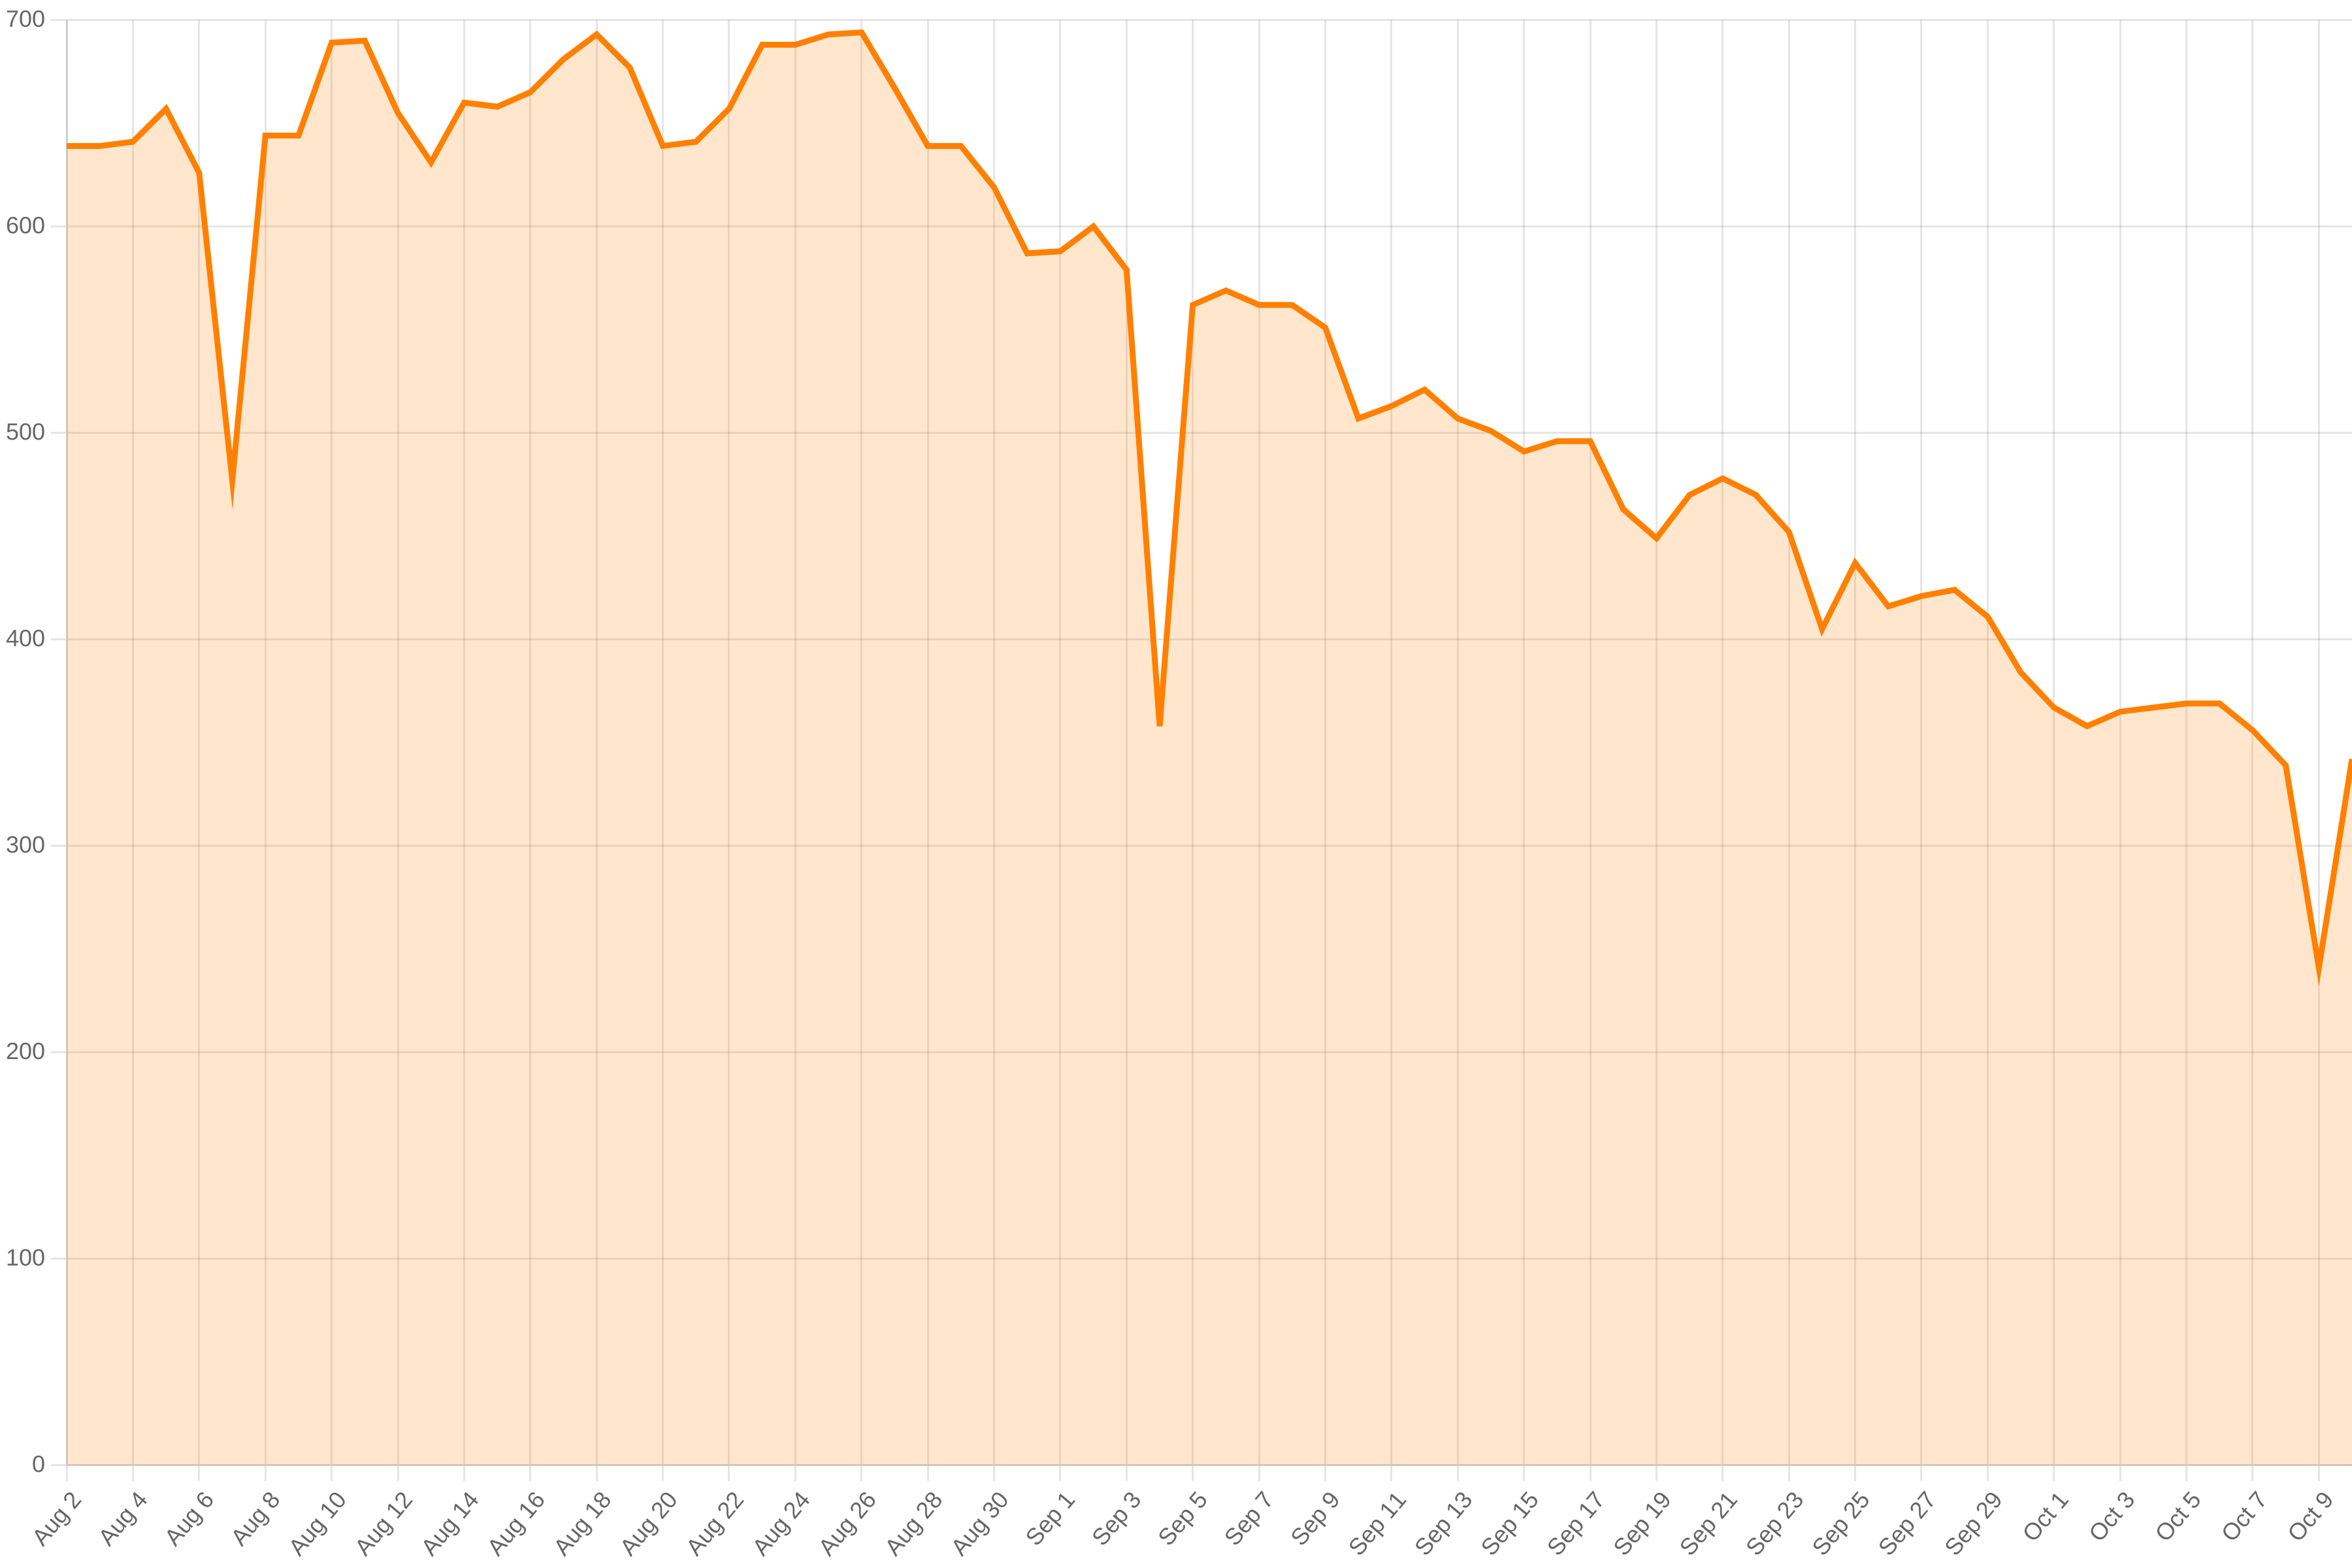 700
600
500
400
300
200
100
0
Aug 2
Aug 4
Aug 6
Aug 8
Aug 10
Aug 12
Aug 14
Aug 16
Aug 18
Aug 20
Aug 22
Aug 24
Aug 26
Aug 28
Aug 30
Sep 1
Sep 3
Sep 5
Sep 7
Sep 9
Sep 11
Sep 13
Sep 15
Sep 17
Sep 19
Sep 21
Sep 23
Sep 25
Sep 27
Sep 29
Oct 1
Oct 3
Oct 5
Oct 7
Oct 9